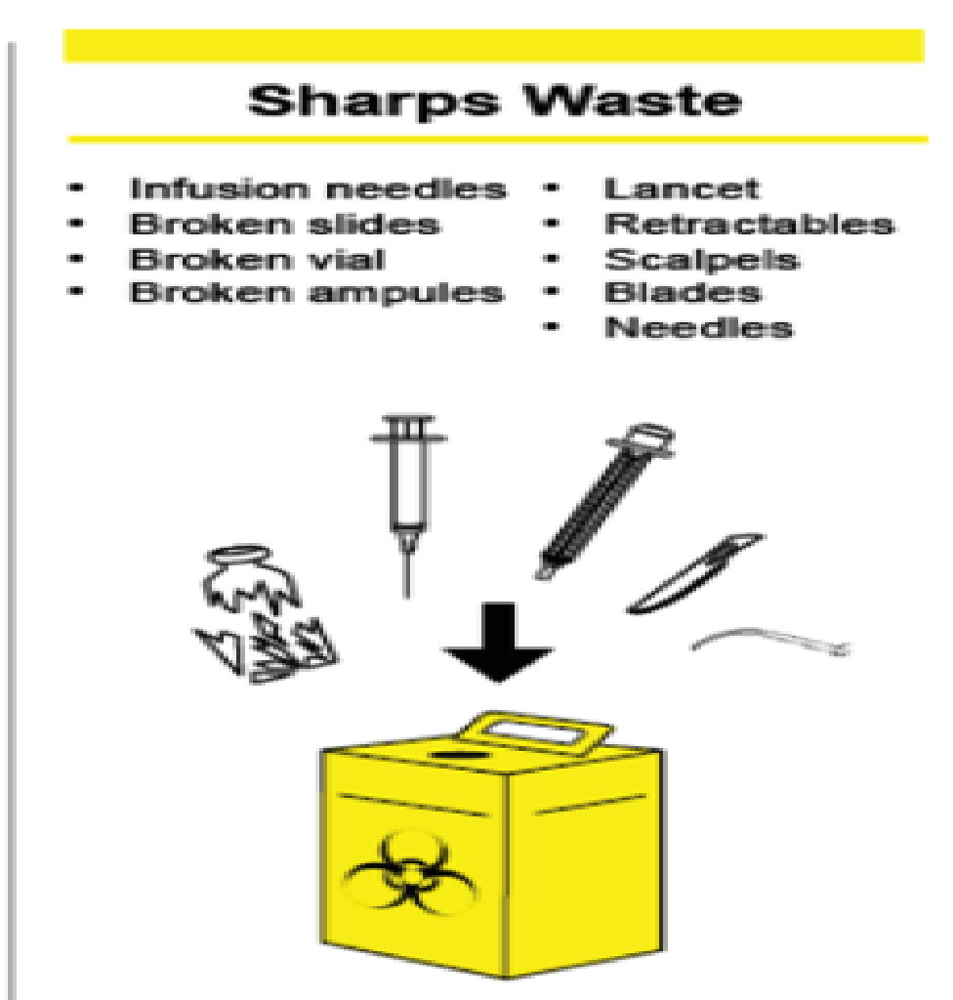 Sharps Waste
• Infusion needles
• Broken slides
• Broken vial
• Broken ampules
• Lancet
• Retractables
• Scalpels
• Blades
• Needles